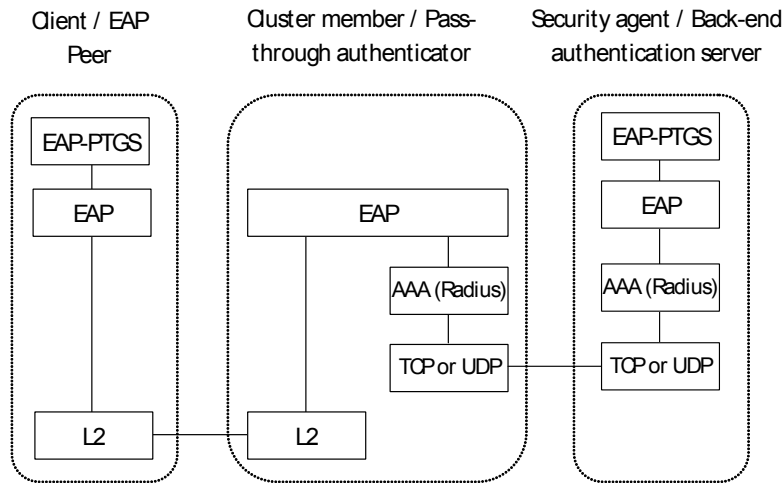 Client / EAP
Peer
Cluster member / Pass-
through authenticator
Security agent / Back-end
authentication server
EAP-PTGS
EAP
L2
EAP
AAA (Radius)
TCP or UDP
L2
EAP-PTGS
EAP
AAA (Radius)
TCP or UDP